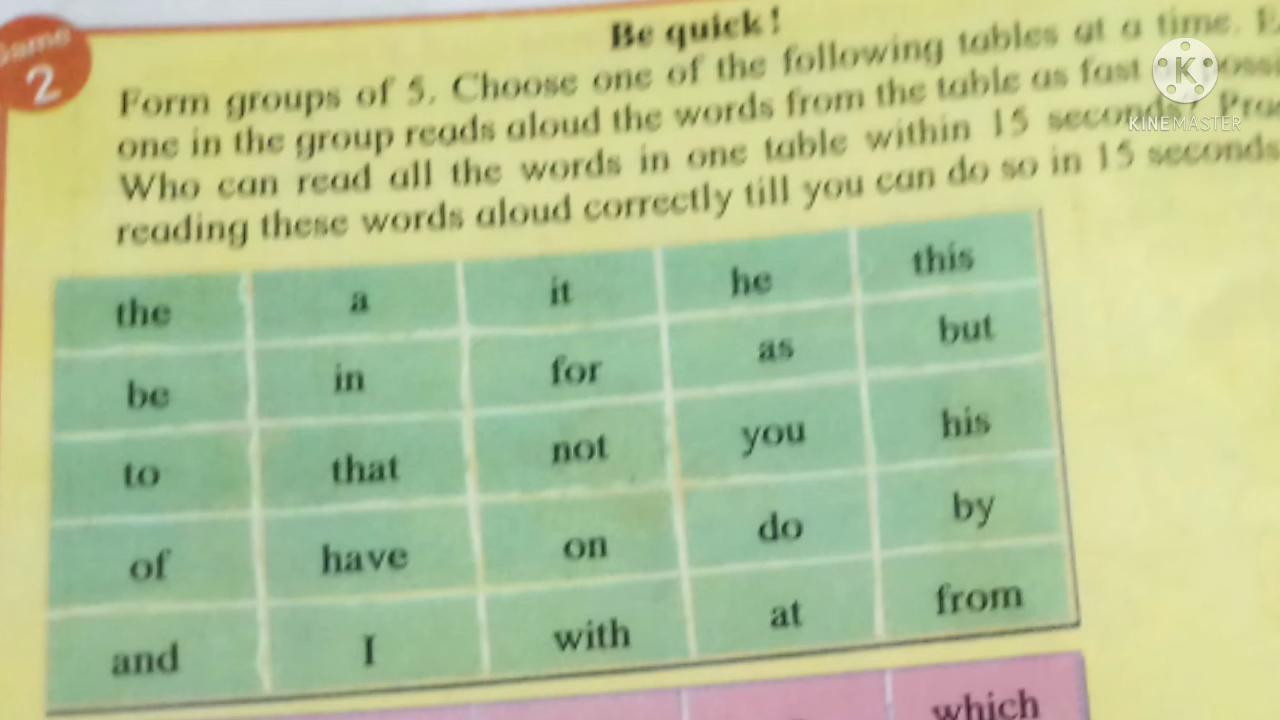 Game
2
Be quick!
Form groups of 5. Choose one of the following tables at a time.
one in the group reads aloud the words from the table as fast
Who can read all the words in one table within 15 seconds?
reading these words aloud correctly till you can do so in 15 seconds
K
KINEMASTER
the a it he this
be in for as but
to that not you his
of have on do by
and I with at from
which